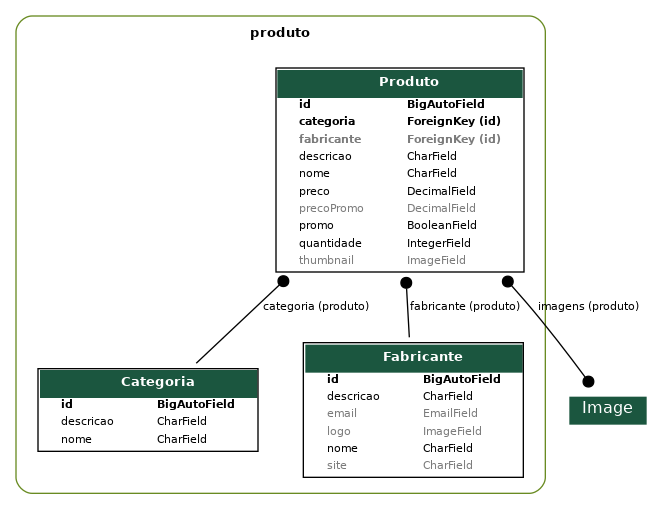 produto
Produto
id BigAutoField
categoria ForeignKey (id)
fabricante ForeignKey (id)
descricao CharField
nome CharField
preco DecimalField
precoPromo DecimalField
promo BooleanField
quantidade IntegerField
thumbnail ImageField
categoria (produto) fabricante (produto) imagens (produto)
Categoria
id BigAutoField
descricao CharField
nome CharField
Fabricante
id BigAutoField
descricao CharField
email EmailField
logo ImageField
nome CharField
site CharField
Image